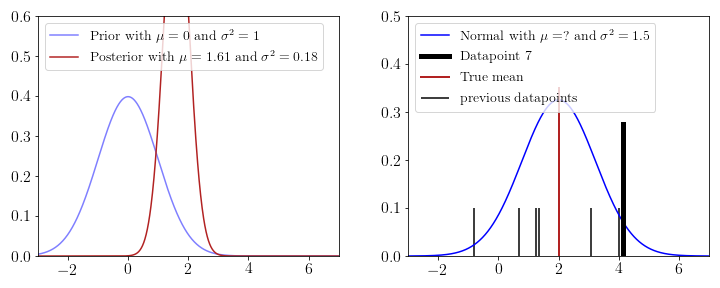 Prior with μ = 0 and σ² = 1
Posterior with μ = 1.61 and σ² = 0.18
0.6
0.5
0.4
0.3
0.2
0.1
0.0
−2 0 2 4 6
Normal with μ =? and σ² = 1.5
Datapoint 7
True mean
previous datapoints
0.5
0.4
0.3
0.2
0.1
0.0
−2 0 2 4 6